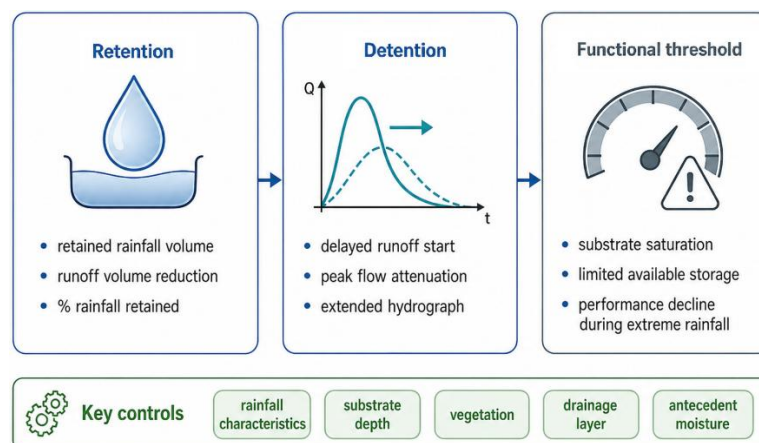 Retention
retained rainfall volume
runoff volume reduction
% rainfall retained
Detention
Q
t
delayed runoff start
peak flow attenuation
extended hydrograph
Functional threshold
!
substrate saturation
limited available storage
performance decline
during extreme rainfall
Key controls
rainfall
characteristics
substrate
depth
vegetation
drainage
layer
antecedent
moisture